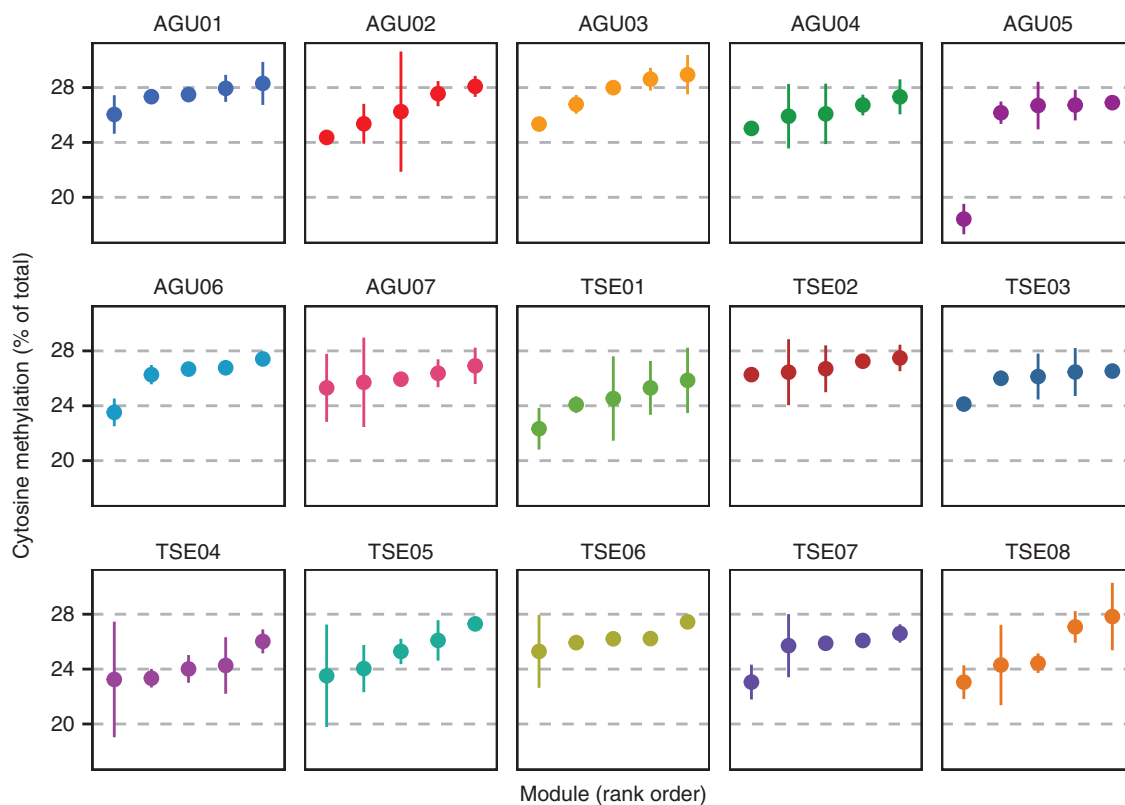 AGU01 AGU02 AGU03 AGU04 AGU05
28
24
20
AGU06 AGU07 TSE01 TSE02 TSE03
28
24
20
TSE04 TSE05 TSE06 TSE07 TSE08
28
24
20
Cytosine methylation (% of total)
Module (rank order)